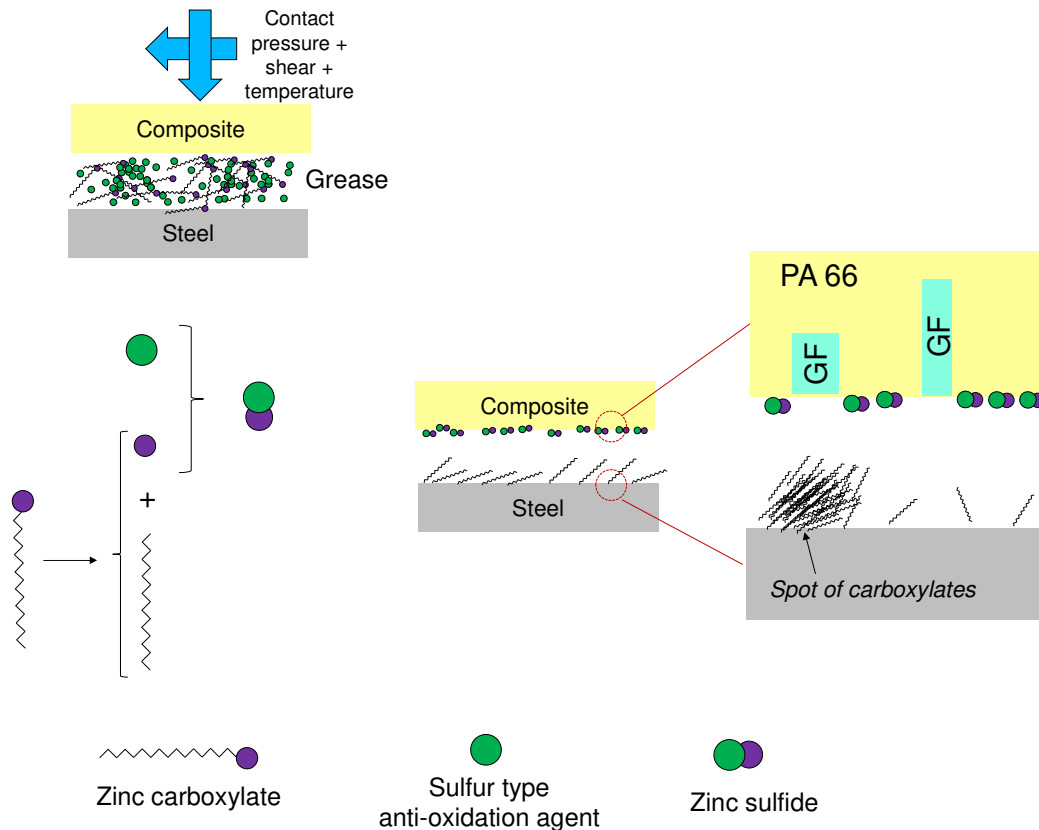 Contact
pressure +
shear +
temperature
Composite
Grease
Steel
PA 66
GF
GF
Composite
+
Steel
Spot of carboxylates
Zinc carboxylate
Sulfur type
anti-oxidation agent
Zinc sulfide